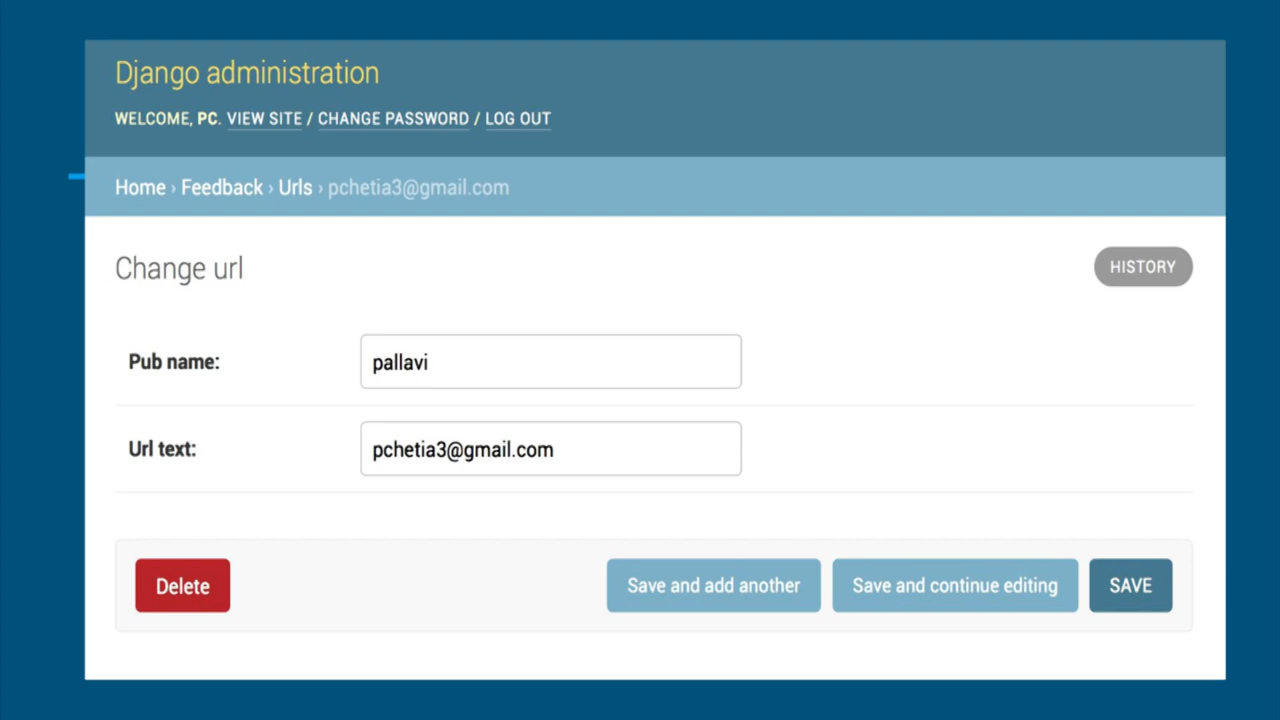 Django administration
WELCOME, PC. VIEW SITE / CHANGE PASSWORD / LOG OUT
Home › Feedback › Urls › pchetia3@gmail.com
Change url
HISTORY
Pub name:
pallavi
Url text:
pchetia3@gmail.com
Delete
Save and add another
Save and continue editing
SAVE